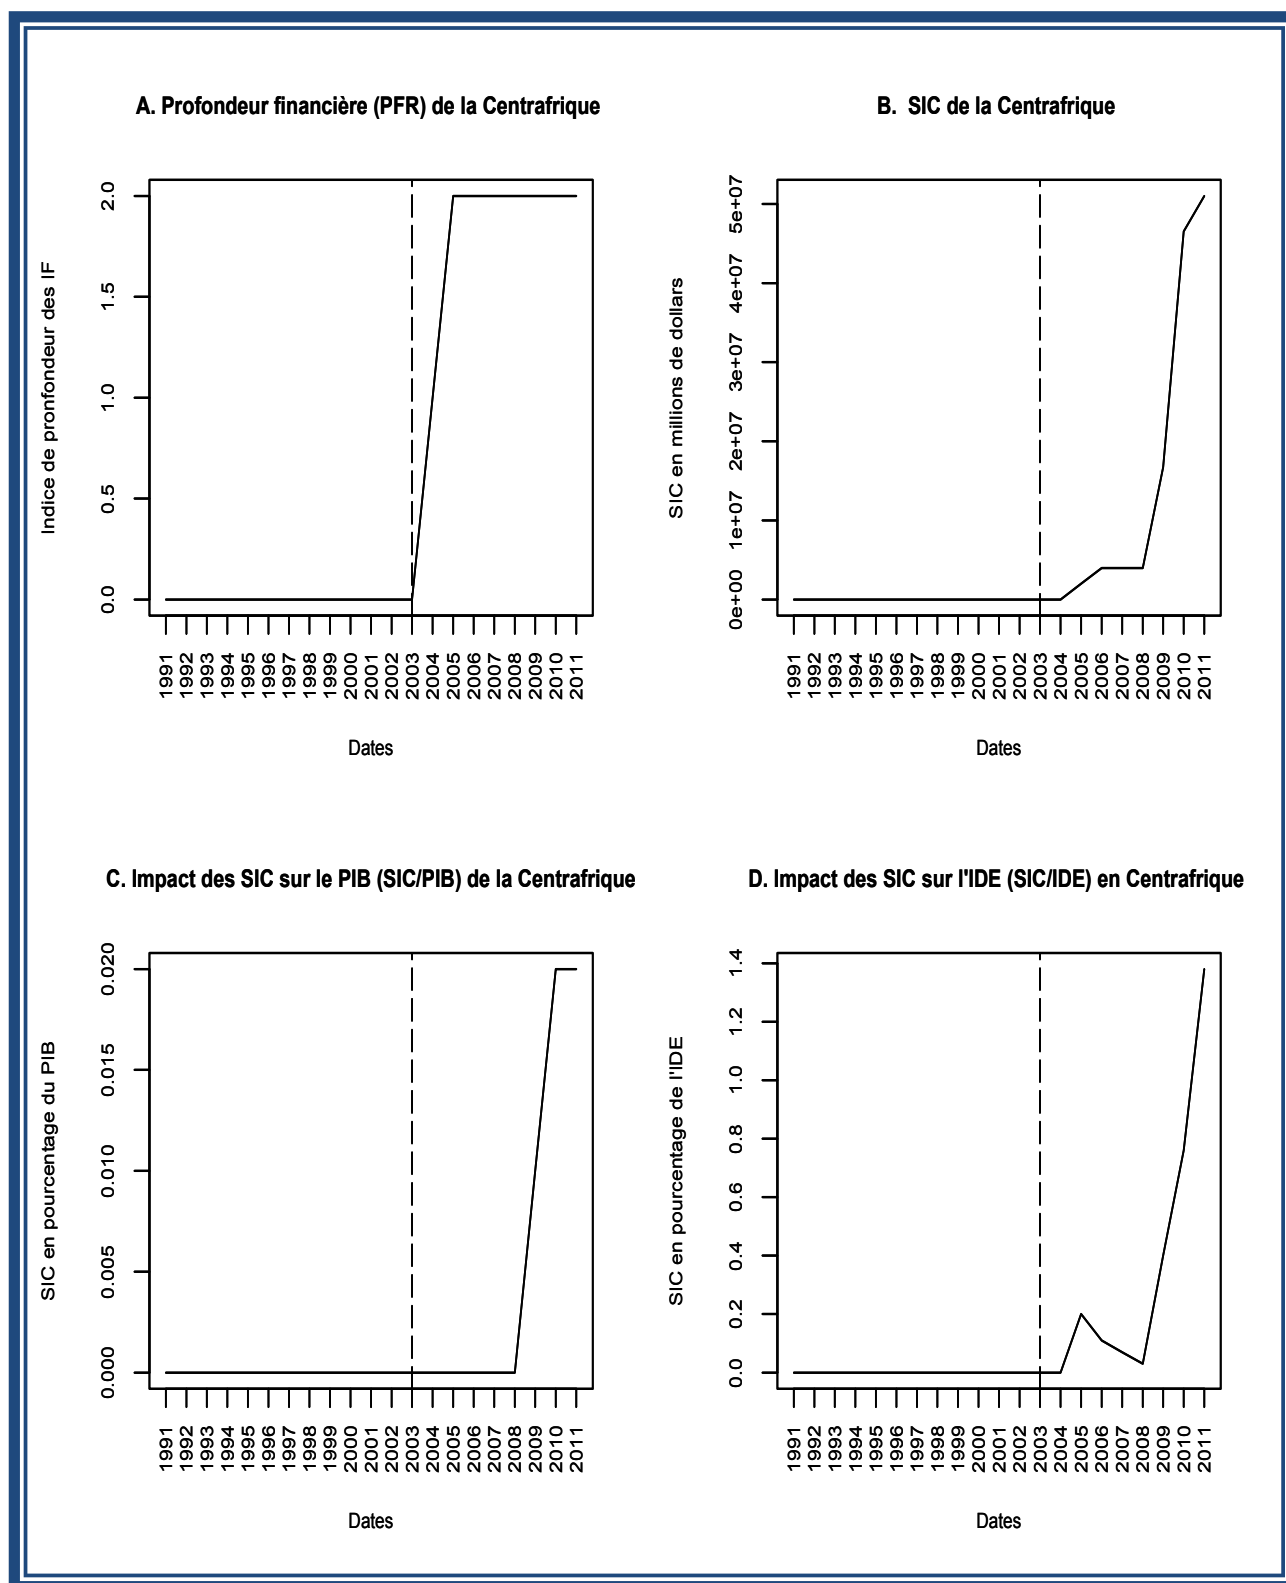 A. Profondeur financière (PFR) de la Centrafrique
Indice de pronfondeur des IF
2.0
1.5
1.0
0.5
0.0
1991 1992 1993 1994 1995 1996 1997 1998 1999 2000 2001 2002 2003 2004 2005 2006 2007 2008 2009 2010 2011
Dates
B. SIC de la Centrafrique
SIC en millions de dollars
5e+07
4e+07
3e+07
2e+07
1e+07
0e+00
1991 1992 1993 1994 1995 1996 1997 1998 1999 2000 2001 2002 2003 2004 2005 2006 2007 2008 2009 2010 2011
Dates
C. Impact des SIC sur le PIB (SIC/PIB) de la Centrafrique
SIC en pourcentage du PIB
0.020
0.015
0.010
0.005
0.000
1991 1992 1993 1994 1995 1996 1997 1998 1999 2000 2001 2002 2003 2004 2005 2006 2007 2008 2009 2010 2011
Dates
D. Impact des SIC sur l'IDE (SIC/IDE) en Centrafrique
SIC en pourcentage de l'IDE
1.4
1.2
1.0
0.8
0.6
0.4
0.2
0.0
1991 1992 1993 1994 1995 1996 1997 1998 1999 2000 2001 2002 2003 2004 2005 2006 2007 2008 2009 2010 2011
Dates